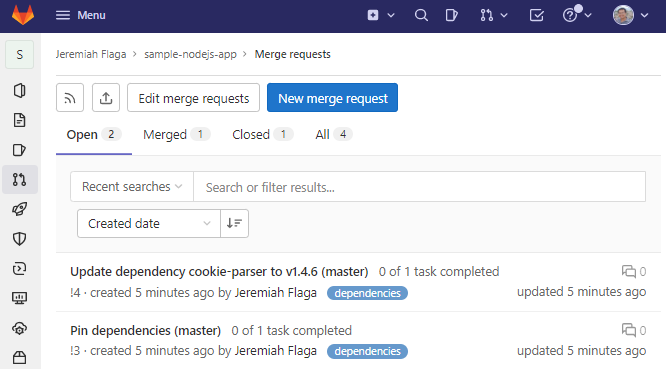 Menu
S
Jeremiah Flaga > sample-nodejs-app > Merge requests
Edit merge requests New merge request
Open 2 Merged 1 Closed 1 All 4
Recent searches Search or filter results...
Created date
Update dependency cookie-parser to v1.4.6 (master) 0 of 1 task completed 0
!4 · created 5 minutes ago by Jeremiah Flaga dependencies updated 5 minutes ago
Pin dependencies (master) 0 of 1 task completed 0
!3 · created 5 minutes ago by Jeremiah Flaga dependencies updated 5 minutes ago